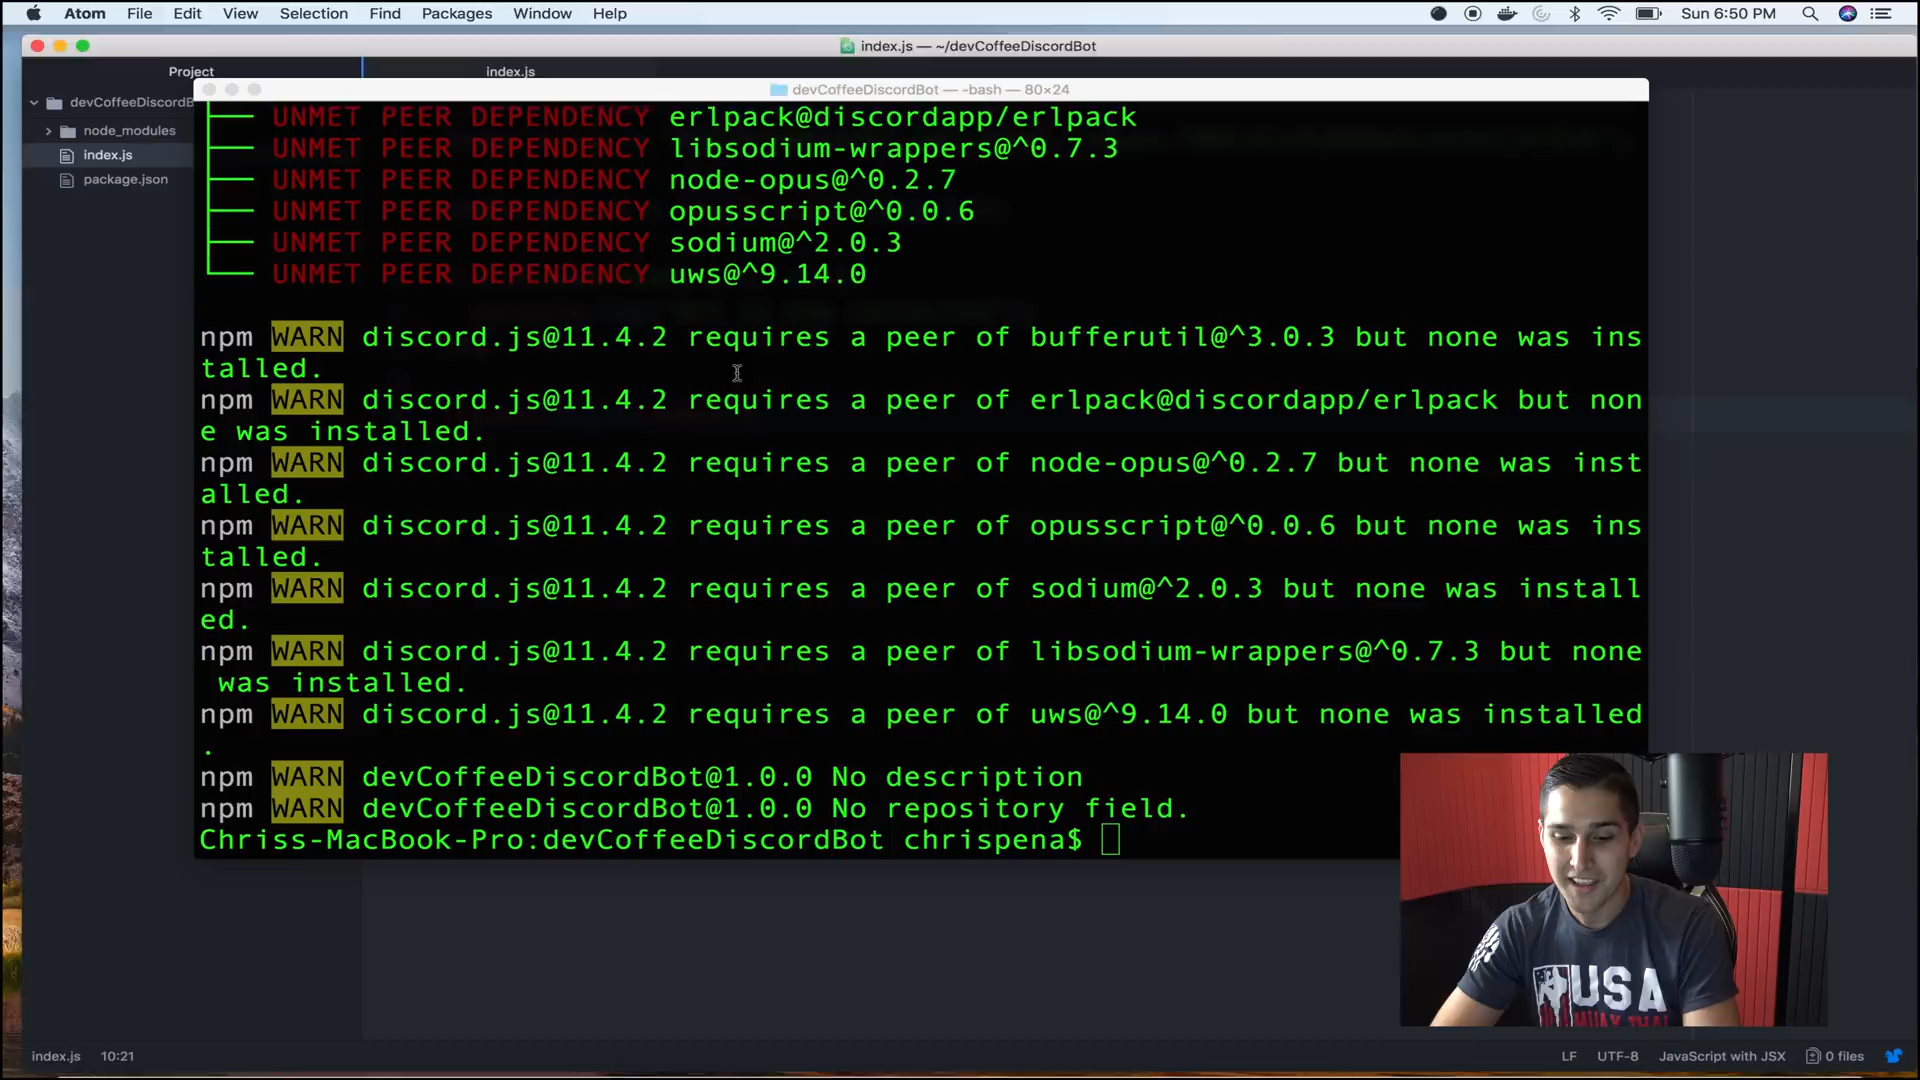 Atom File Edit View Selection Find Packages Window Help Sun 6:50 PM
index.js — ~/devCoffeeDiscordBot
Project index.js
devCoffeeDiscordBot — -bash — 80×24
devCoffeeDiscordB
node_modules
index.js
package.json
UNMET PEER DEPENDENCY erlpack@discordapp/erlpack
UNMET PEER DEPENDENCY libsodium-wrappers@^0.7.3
UNMET PEER DEPENDENCY node-opus@^0.2.7
UNMET PEER DEPENDENCY opusscript@^0.0.6
UNMET PEER DEPENDENCY sodium@^2.0.3
UNMET PEER DEPENDENCY uws@^9.14.0
npm WARN discord.js@11.4.2 requires a peer of bufferutil@^3.0.3 but none was ins
talled.
npm WARN discord.js@11.4.2 requires a peer of erlpack@discordapp/erlpack but non
e was installed.
npm WARN discord.js@11.4.2 requires a peer of node-opus@^0.2.7 but none was inst
alled.
npm WARN discord.js@11.4.2 requires a peer of opusscript@^0.0.6 but none was ins
talled.
npm WARN discord.js@11.4.2 requires a peer of sodium@^2.0.3 but none was install
ed.
npm WARN discord.js@11.4.2 requires a peer of libsodium-wrappers@^0.7.3 but none
was installed.
npm WARN discord.js@11.4.2 requires a peer of uws@^9.14.0 but none was installed
.
npm WARN devCoffeeDiscordBot@1.0.0 No description
npm WARN devCoffeeDiscordBot@1.0.0 No repository field.
Chriss-MacBook-Pro:devCoffeeDiscordBot chrispena$
USA
MUAY THAI
index.js 10:21 LF UTF-8 JavaScript with JSX 0 files